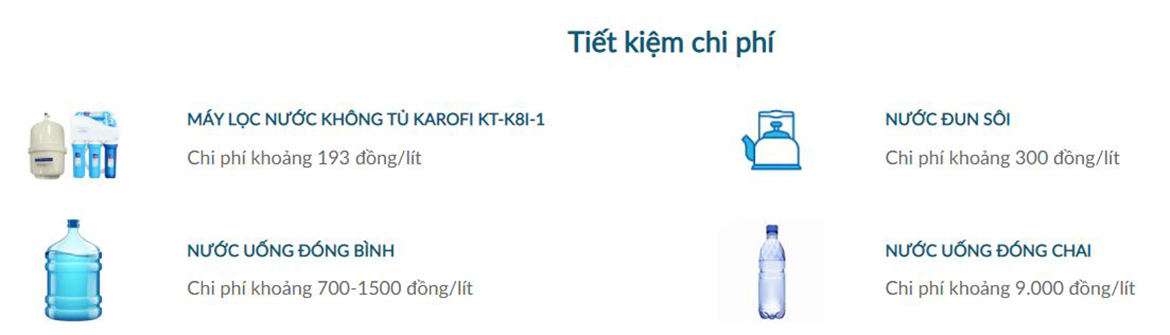 Tiết kiệm chi phí
MÁY LỌC NƯỚC KHÔNG TỦ KAROFI KT-K8I-1
Chi phí khoảng 193 đồng/lít
NƯỚC ĐUN SÔI
Chi phí khoảng 300 đồng/lít
NƯỚC UỐNG ĐÓNG BÌNH
Chi phí khoảng 700-1500 đồng/lít
NƯỚC UỐNG ĐÓNG CHAI
Chi phí khoảng 9.000 đồng/lít